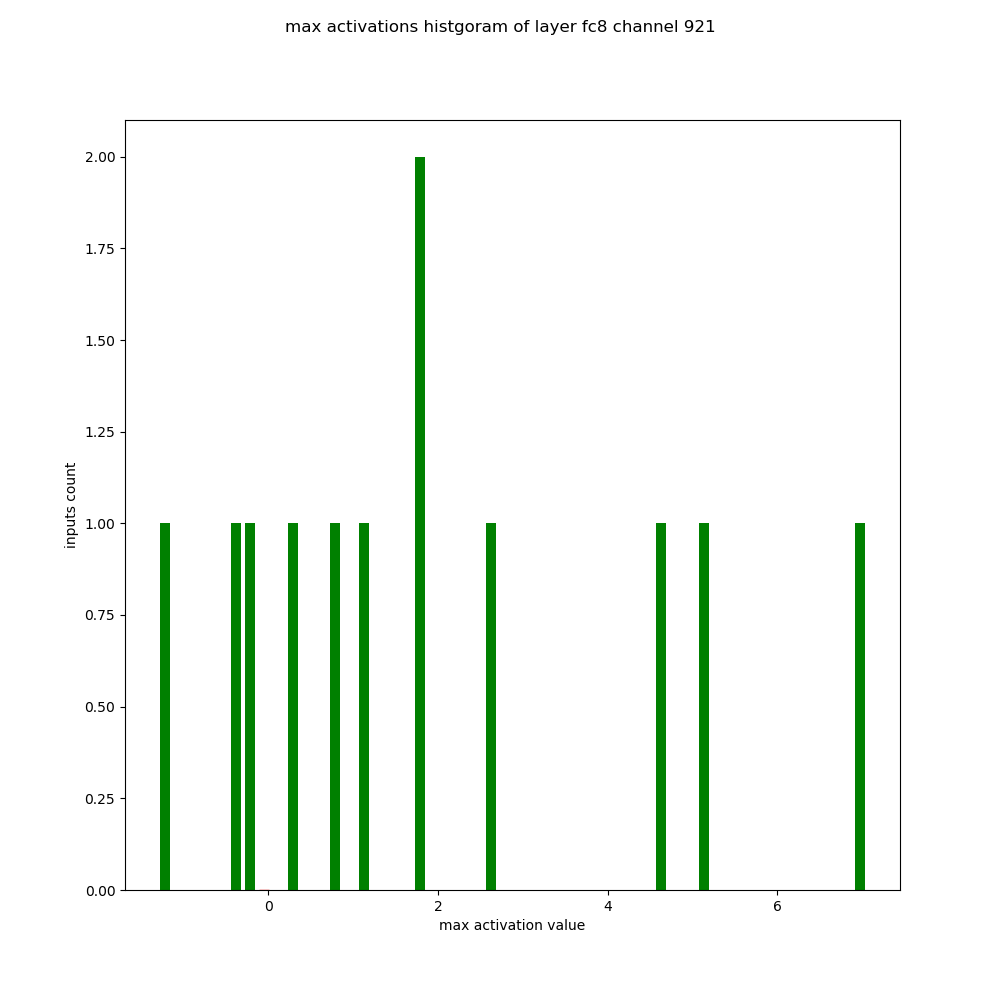 max activations histgoram of layer fc8 channel 921
2.00
1.75
1.50
1.25
1.00
0.75
0.50
0.25
0.00
inputs count
0 2 4 6
max activation value